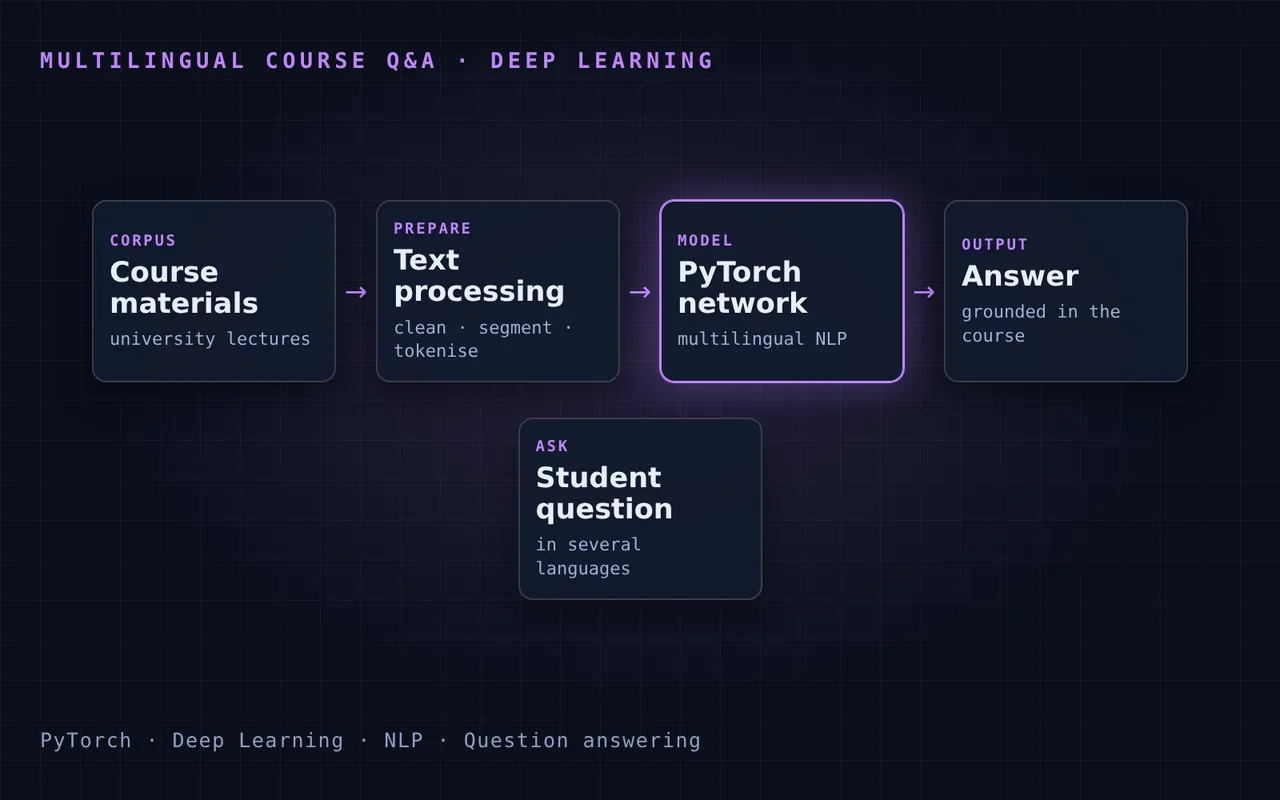 MULTILINGUAL COURSE Q&A · DEEP LEARNING
CORPUS
Course
materials
university lectures
→
PREPARE
Text
processing
clean · segment ·
tokenise
→
MODEL
PyTorch
network
multilingual NLP
→
OUTPUT
Answer
grounded in the
course
ASK
Student
question
in several
languages
PyTorch · Deep Learning · NLP · Question answering